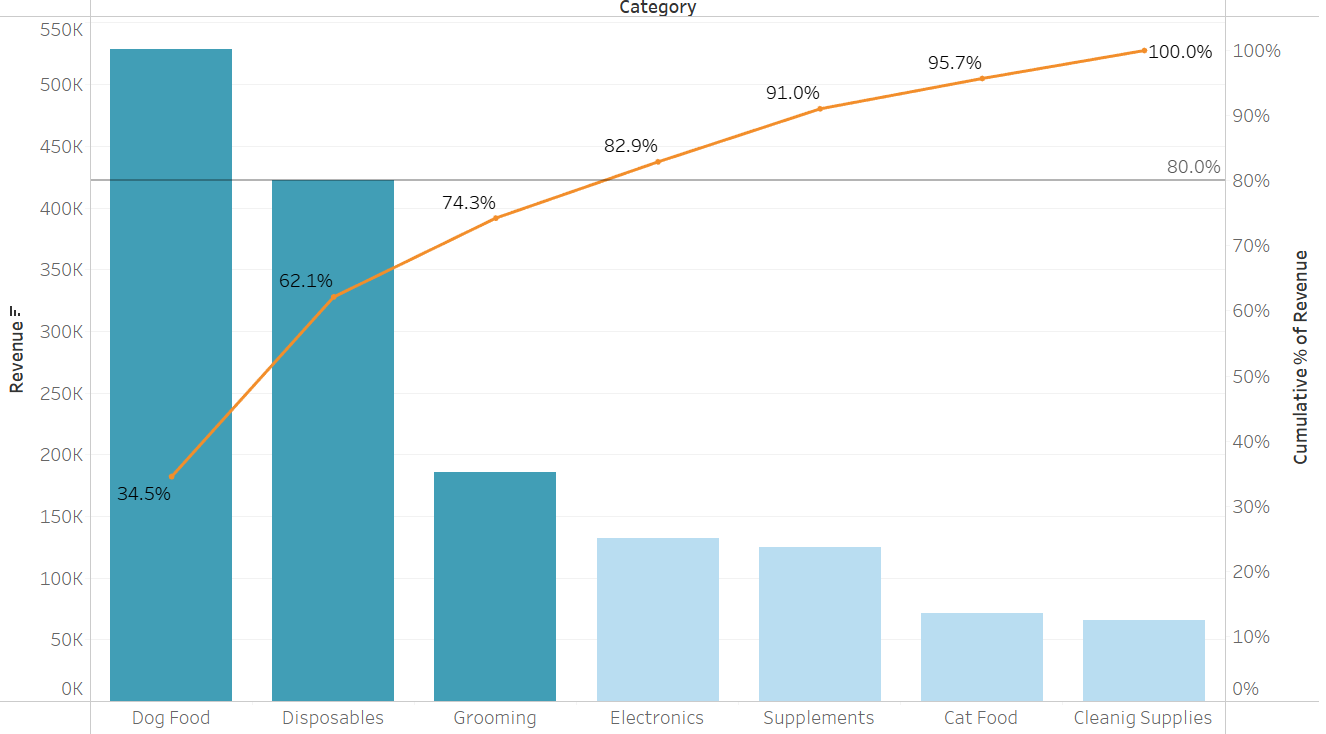 Category
Revenue
550K
500K
450K
400K
350K
300K
250K
200K
150K
100K
50K
0K
34.5%
62.1%
74.3%
82.9%
91.0%
95.7%
100.0%
80.0%
100%
90%
80%
70%
60%
50%
40%
30%
20%
10%
0%
Cumulative % of Revenue
Dog Food
Disposables
Grooming
Electronics
Supplements
Cat Food
Cleanig Supplies